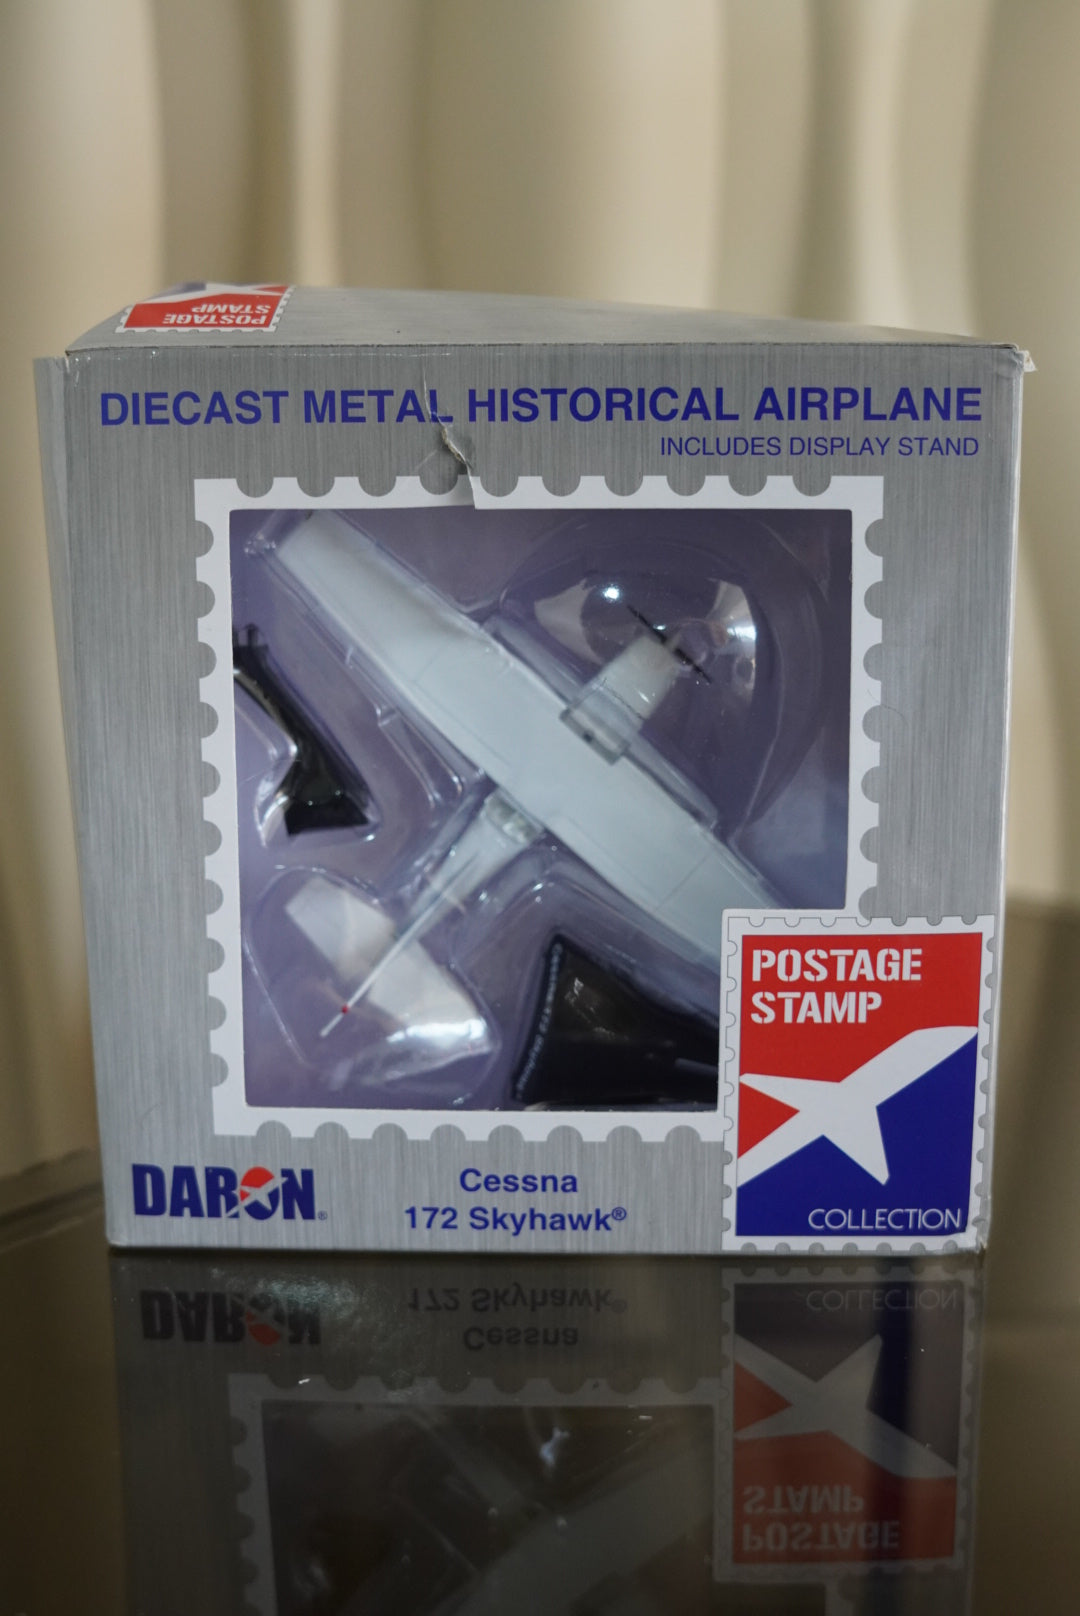 POSTAGE
STAMP
DIECAST METAL HISTORICAL AIRPLANE
INCLUDES DISPLAY STAND
POSTAGE
STAMP
COLLECTION
DARON®
Cessna
172 Skyhawk®